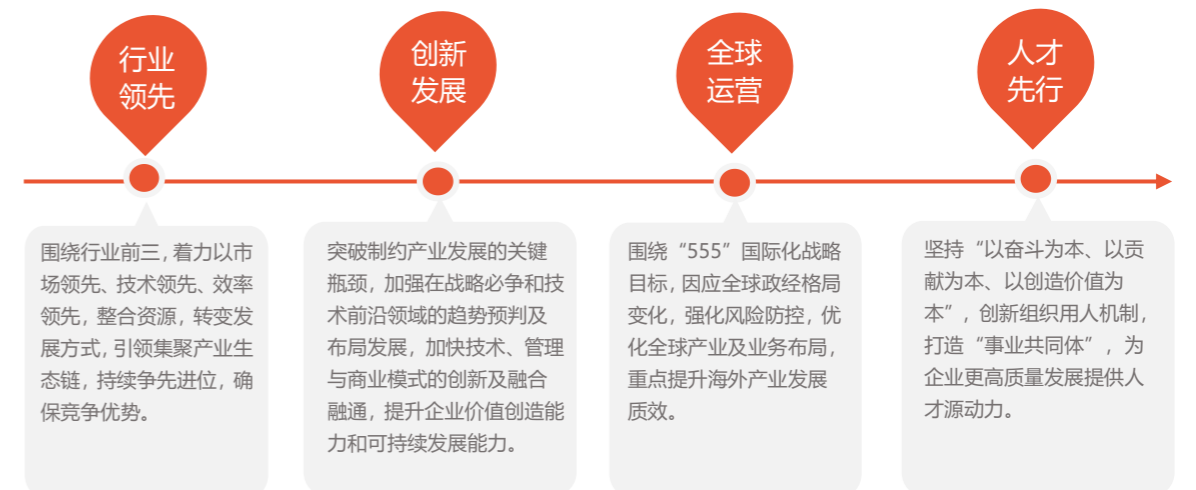 行业
领先
创新
发展
全球
运营
人才
先行
围绕行业前三，着力以市
场领先、技术领先、效率
领先，整合资源，转变发
展方式，引领集聚产业生
态链，持续争先进位，确
保竞争优势。
突破制约产业发展的关键
瓶颈，加强在战略必争和技
术前沿领域的趋势预判及
布局发展，加快技术、管理
与商业模式的创新及融合
融通，提升企业价值创造能
力和可持续发展能力。
围绕“555”国际化战略
目标，因应全球政经格局
变化，强化风险防控，优
化全球产业及业务布局，
重点提升海外产业发展
质效。
坚持“以奋斗为本、以贡
献为本、以创造价值为
本”，创新组织用人机制，
打造“事业共同体”，为
企业更高质量发展提供人
才源动力。